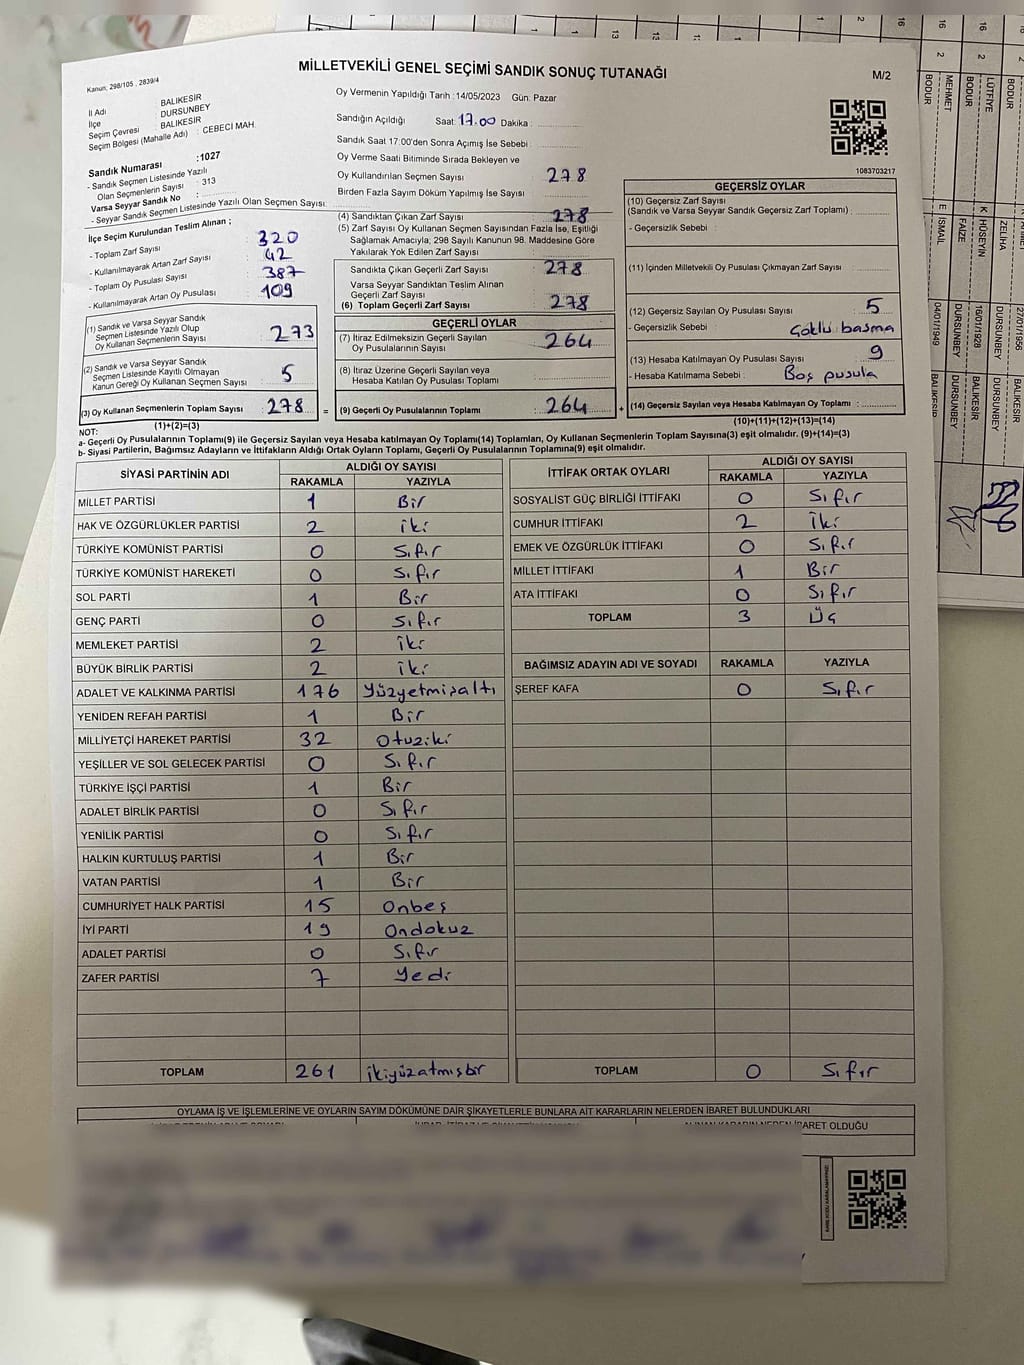 MİLLETVEKİLİ GENEL SEÇİMİ SANDIK SONUÇ TUTANAĞI
M/2
Kanun: 298/105 , 2839/4
İl Adı BALIKESİR
İlçe : DURSUNBEY
Seçim Çevresi : BALIKESİR
Seçim Bölgesi (Mahalle Adı) : CEBECİ MAH.
Sandık Numarası :1027
- Sandık Seçmen Listesinde Yazılı
Olan Seçmenlerin Sayısı : 313
Varsa Seyyar Sandık No :
- Seyyar Sandık Seçmen Listesinde Yazılı Olan Seçmen Sayısı:
Oy Vermenin Yapıldığı Tarih :14/05/2023 Gün: Pazar
Sandığın Açıldığı Saat: 17.00 Dakika :
Sandık Saat 17:00'den Sonra Açımış İse Sebebi :
Oy Verme Saati Bitiminde Sırada Bekleyen ve
Oy Kullandırılan Seçmen Sayısı 278
Birden Fazla Sayım Döküm Yapılmış İse Sayısı
1083703217
İlçe Seçim Kurulundan Teslim Alınan ;
- Toplam Zarf Sayısı : 320
- Kullanılmayarak Artan Zarf Sayısı : 42
- Toplam Oy Pusulası Sayısı : 387
- Kullanılmayarak Artan Oy Pusulası : 109
(1) Sandık ve Varsa Seyyar Sandık
Seçmen Listesinde Yazılı Olup
Oy Kullanan Seçmenlerin Sayısı : 273
(2) Sandık ve Varsa Seyyar Sandık
Seçmen Listesinde Kayıtlı Olmayan
Kanun Gereği Oy Kullanan Seçmen Sayısı : 5
(3) Oy Kullanan Seçmenlerin Toplam Sayısı : 278 =
(1)+(2)=(3)
(4) Sandıktan Çıkan Zarf Sayısı : 278
(5) Zarf Sayısı Oy Kullanan Seçmen Sayısından Fazla İse, Eşitliği
Sağlamak Amacıyla, 298 Sayılı Kanunun 98. Maddesine Göre
Yakılarak Yok Edilen Zarf Sayısı :
Sandıkta Çıkan Geçerli Zarf Sayısı : 278
Varsa Seyyar Sandıktan Teslim Alınan
Geçerli Zarf Sayısı :
(6) Toplam Geçerli Zarf Sayısı : 278
GEÇERLİ OYLAR
(7) İtiraz Edilmeksizin Geçerli Sayılan
Oy Pusulalarının Sayısı : 264
(8) İtiraz Üzerine Geçerli Sayılan veya
Hesaba Katılan Oy Pusulası Toplamı :
(9) Geçerli Oy Pusulalarının Toplamı : 264 +
GEÇERSİZ OYLAR
(10) Geçersiz Zarf Sayısı
(Sandık ve Varsa Seyyar Sandık Geçersiz Zarf Toplamı) :
- Geçersizlik Sebebi :
(11) İçinden Milletvekili Oy Pusulası Çıkmayan Zarf Sayısı :
(12) Geçersiz Sayılan Oy Pusulası Sayısı : 5
- Geçersizlik Sebebi : Çoklu basma
(13) Hesaba Katılmayan Oy Pusulası Sayısı : 9
- Hesaba Katılmama Sebebi : Boş pusula
(14) Geçersiz Sayılan veya Hesaba Katılmayan Oy Pusulası Toplamı :
(10)+(11)+(12)+(13)=(14)
NOT:
a- Geçerli Oy Pusulalarının Toplamı(9) ile Geçersiz Sayılan veya Hesaba katılmayan Oy Toplamı(14) Toplamları, Oy Kullanan Seçmenlerin Toplam Sayısına(3) eşit olmalıdır. (9)+(14)=(3)
b- Siyasi Partilerin, Bağımsız Adayların ve İttifakların Aldığı Ortak Oyların Toplamı, Geçerli Oy Pusulalarının Toplamına(9) eşit olmalıdır.
SİYASİ PARTİNİN ADI ALDIĞI OY SAYISI
RAKAMLA YAZIYLA
MİLLET PARTİSİ 1 Bir
HAK VE ÖZGÜRLÜKLER PARTİSİ 2 iki
TÜRKİYE KOMÜNİST PARTİSİ 0 Sıfır
TÜRKİYE KOMÜNİST HAREKETİ 0 Sıfır
SOL PARTİ 1 Bir
GENÇ PARTİ 0 Sıfır
MEMLEKET PARTİSİ 2 iki
BÜYÜK BİRLİK PARTİSİ 2 iki
ADALET VE KALKINMA PARTİSİ 176 Yüzyetmişaltı
YENİDEN REFAH PARTİSİ 1 Bir
MİLLİYETÇİ HAREKET PARTİSİ 32 Otuziki
YEŞİLLER VE SOL GELECEK PARTİSİ 0 Sıfır
TÜRKİYE İŞÇİ PARTİSİ 1 Bir
ADALET BİRLİK PARTİSİ 0 Sıfır
YENİLİK PARTİSİ 0 Sıfır
HALKIN KURTULUŞ PARTİSİ 1 Bir
VATAN PARTİSİ 1 Bir
CUMHURİYET HALK PARTİSİ 15 Onbeş
İYİ PARTİ 19 Ondokuz
ADALET PARTİSİ 0 Sıfır
ZAFER PARTİSİ 7 Yedi
TOPLAM 261 ikiyüzatmışbir
İTTİFAK ORTAK OYLARI ALDIĞI OY SAYISI
RAKAMLA YAZIYLA
SOSYALİST GÜÇ BİRLİĞİ İTTİFAKI 0 Sıfır
CUMHUR İTTİFAKI 2 İki
EMEK VE ÖZGÜRLÜK İTTİFAKI 0 Sıfır
MİLLET İTTİFAKI 1 Bir
ATA İTTİFAKI 0 Sıfır
TOPLAM 3 Üç
BAĞIMSIZ ADAYIN ADI VE SOYADI RAKAMLA YAZIYLA
ŞEREF KAFA 0 Sıfır
TOPLAM 0 Sıfır
OYLAMA İŞ VE İŞLEMLERİNE VE OYLARIN SAYIM DÖKÜMÜNE DAİR ŞİKAYETLERLE BUNLARA AİT KARARLARIN NELERDEN İBARET BULUNDUKLARI
İBARET OLDUĞU
BODUR
MEHMET
BODUR
LÜTFİYE
BODUR
E İSMAİL
FAİZE
K HÜSEYİN
ZELİHA
04/01/1949
DURSUNBEY
16/01/1928
DURSUNBEY
27/01/1956
BALIKESİR
DURSUNBEY
BALIKESİR
DURSUNBEY
BALIKESİR